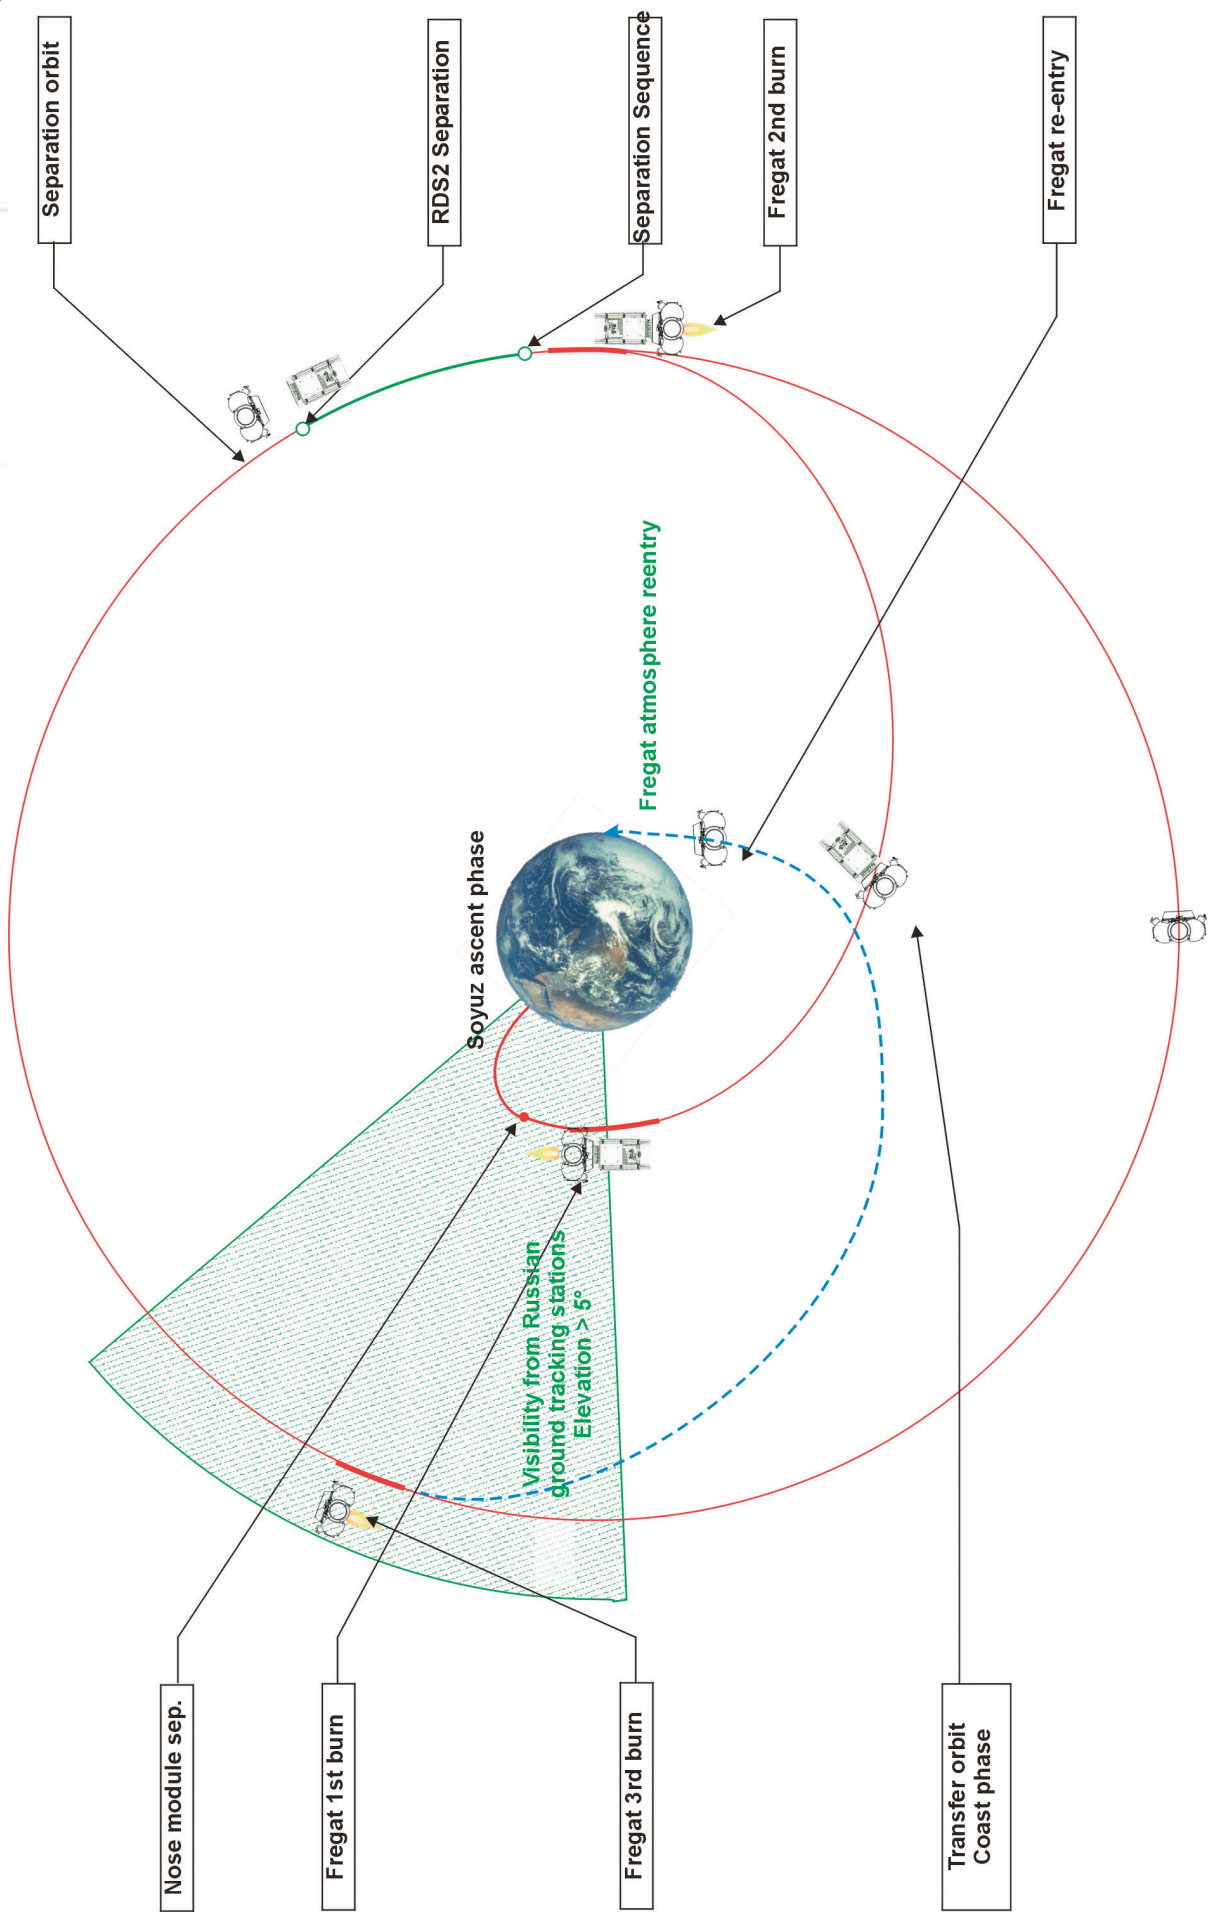 Separation orbit
RDS2 Separation
Separation Sequence
Fregat 2nd burn
Fregat re-entry
Fregat atmosphere reentry
Soyuz ascent phase
Visibility from Russian
ground tracking stations
Elevation > 5°
Nose module sep.
Fregat 1st burn
Fregat 3rd burn
Transfer orbit
Coast phase